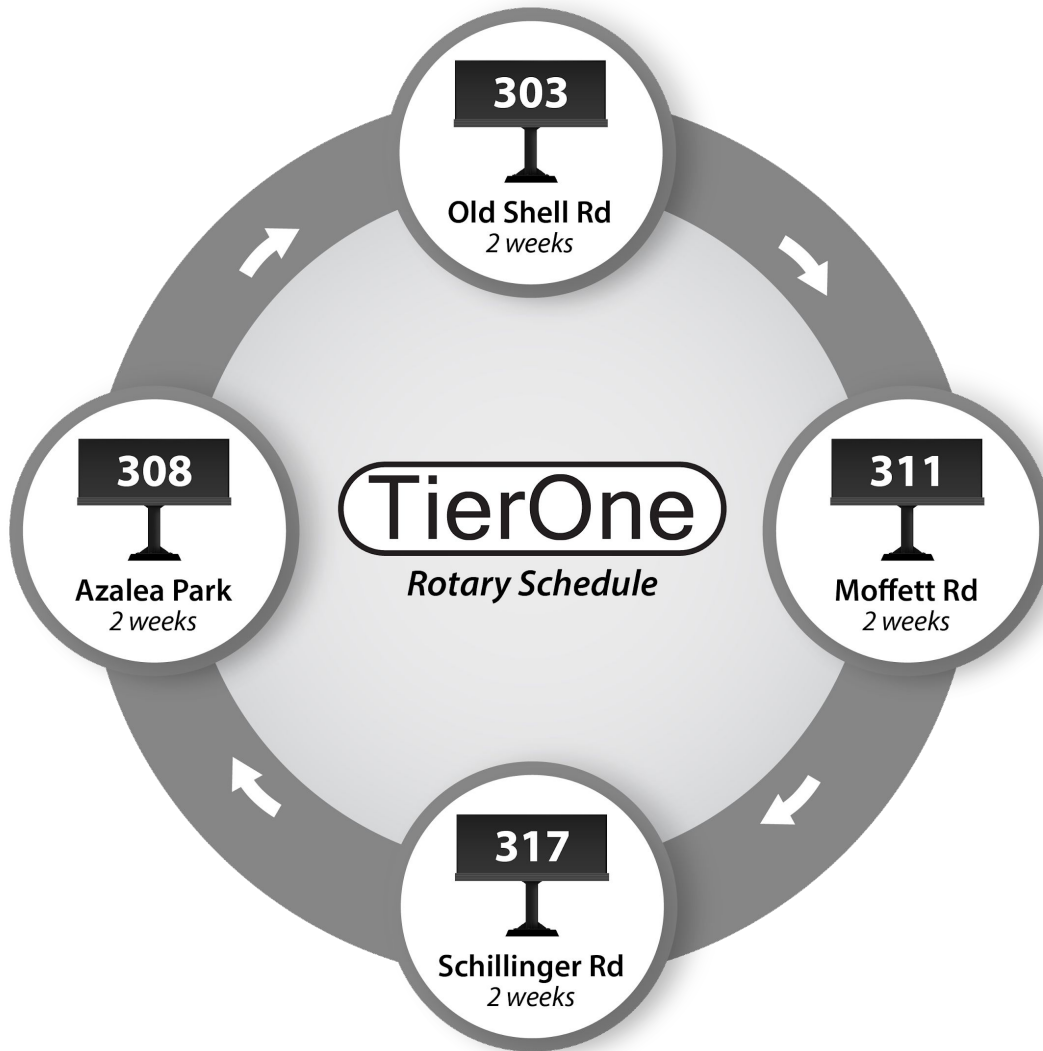 303
Old Shell Rd
2 weeks
308
Azalea Park
2 weeks
TierOne
Rotary Schedule
311
Moffett Rd
2 weeks
317
Schillinger Rd
2 weeks